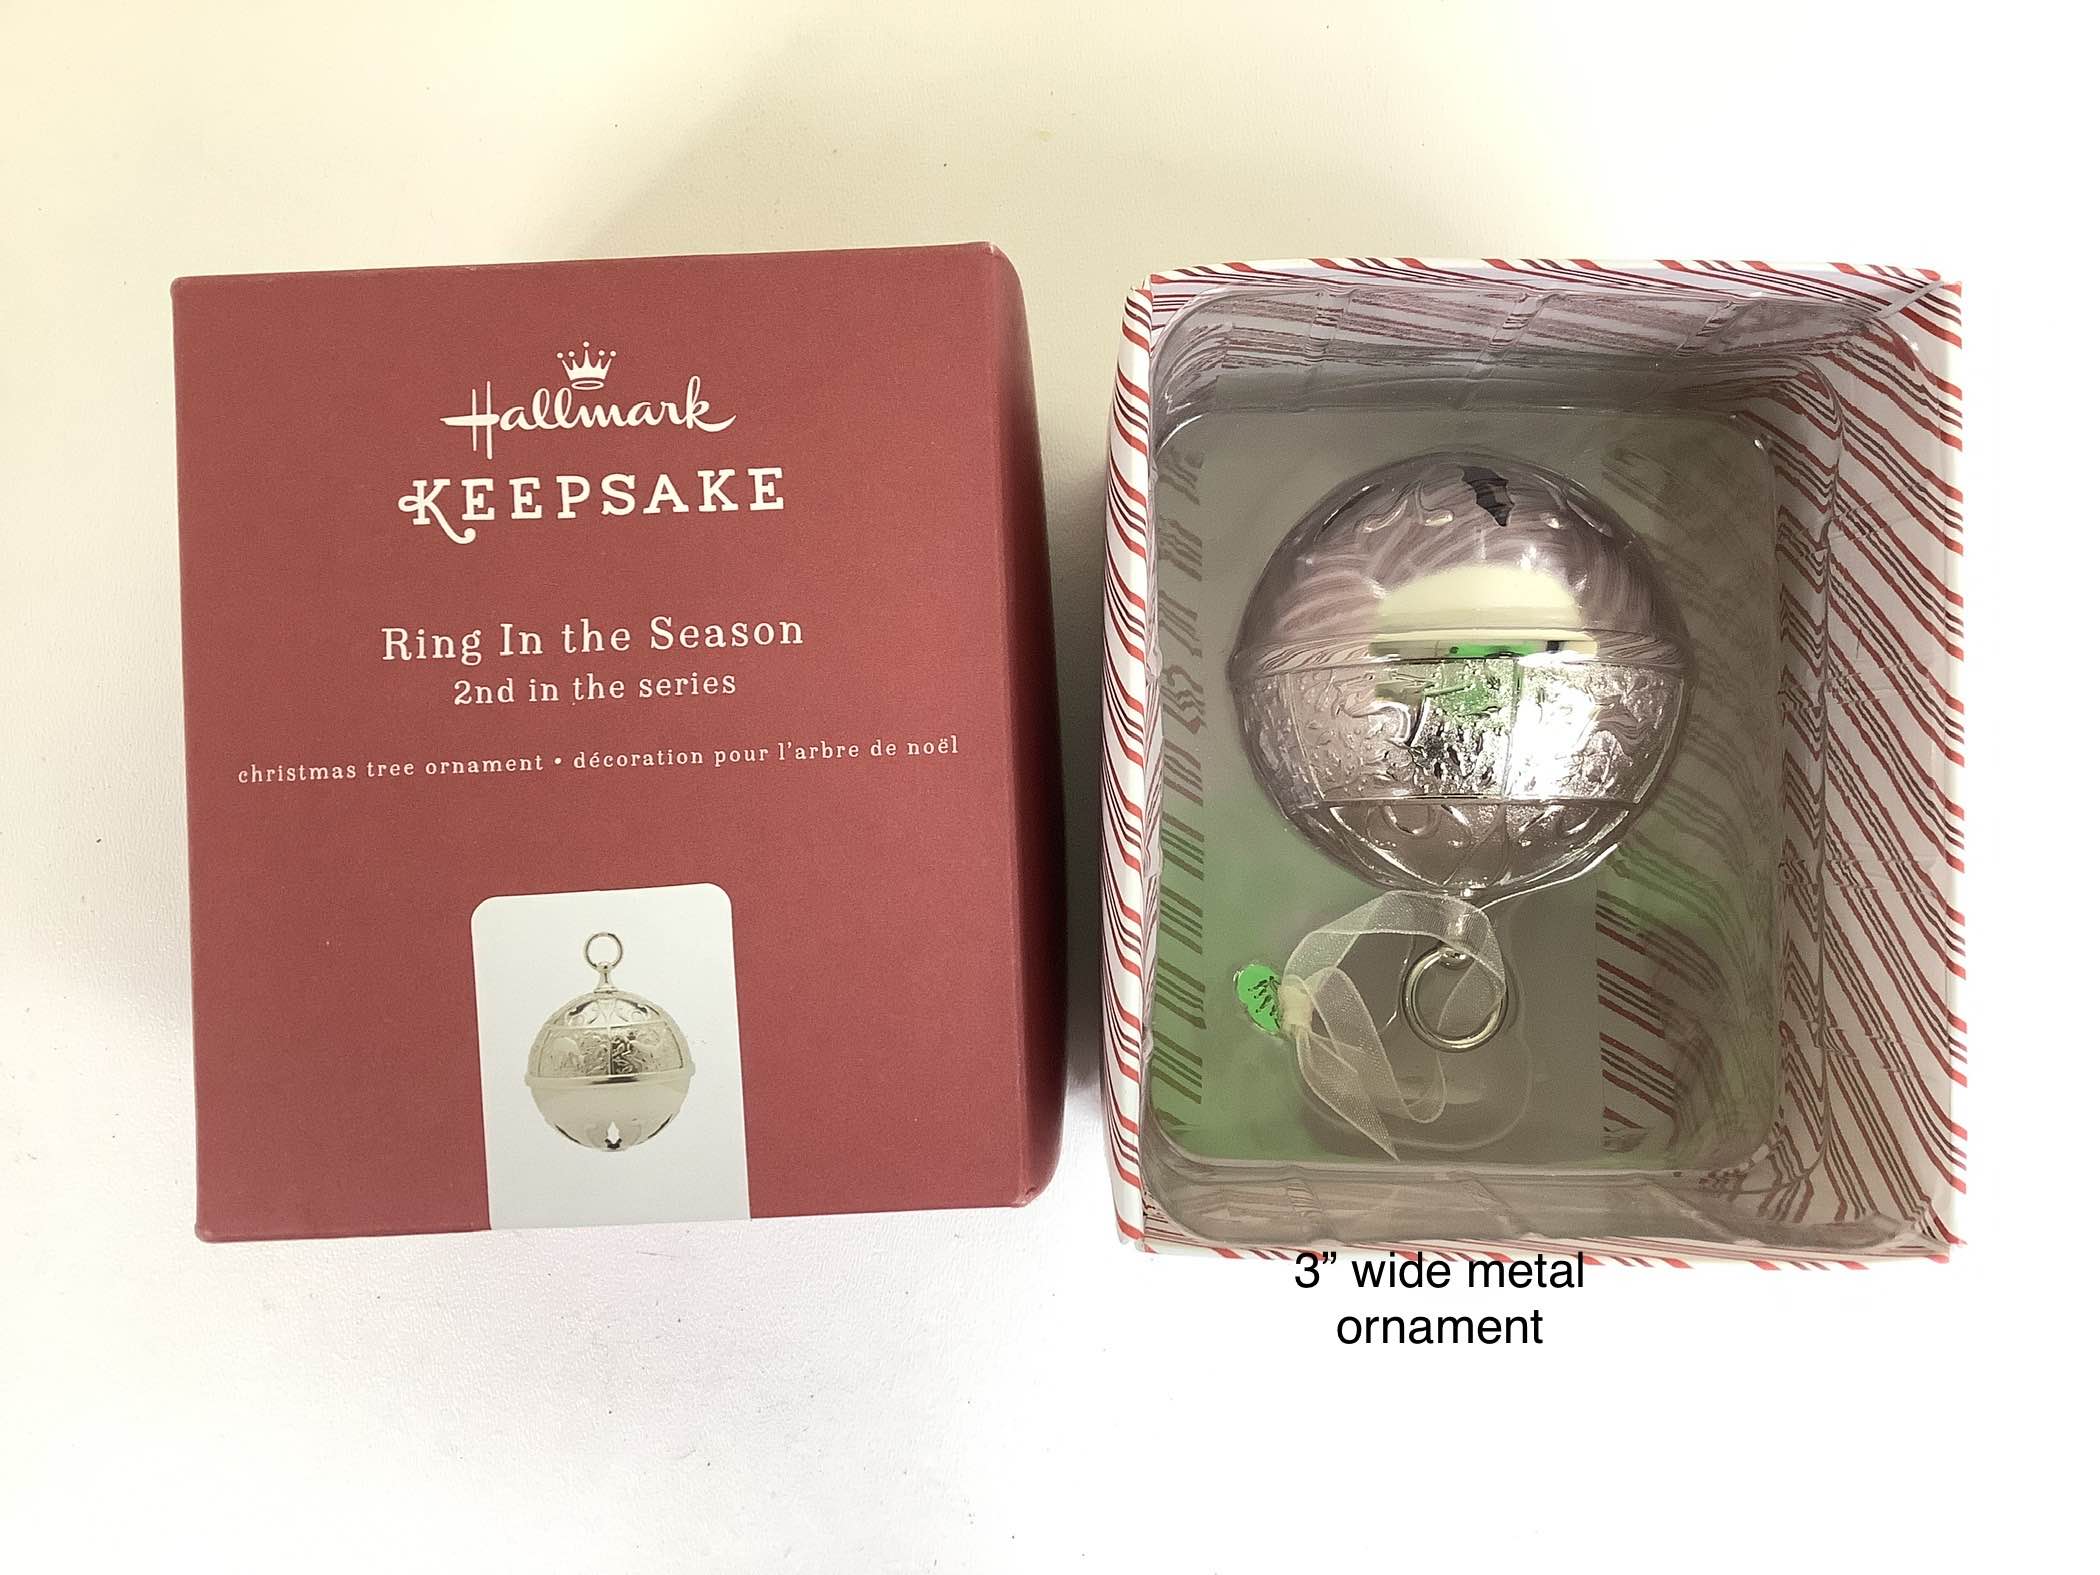 Hallmark
KEEPSAKE
Ring In the Season
2nd in the series
christmas tree ornament • décoration pour l'arbre de noël
3” wide metal
ornament